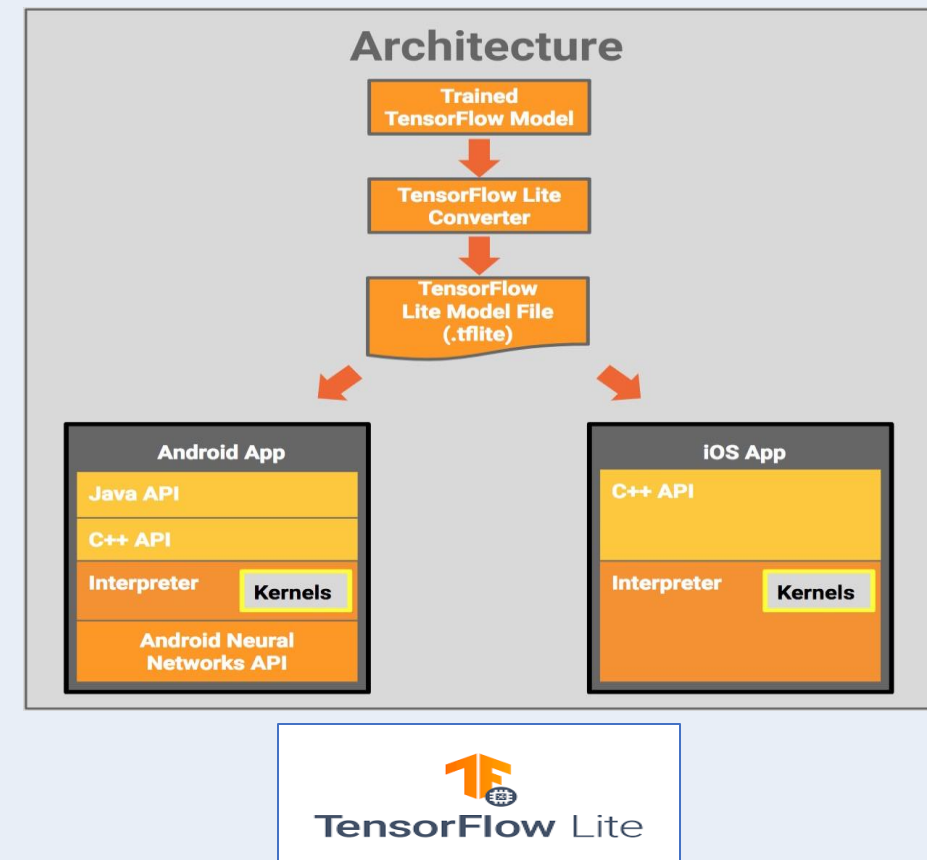 Architecture
Trained
TensorFlow Model
TensorFlow Lite
Converter
TensorFlow
Lite Model File
(.tflite)
Android App
Java API
C++ API
Interpreter
Kernels
Android Neural
Networks API
iOS App
C++ API
Interpreter
Kernels
TensorFlow Lite